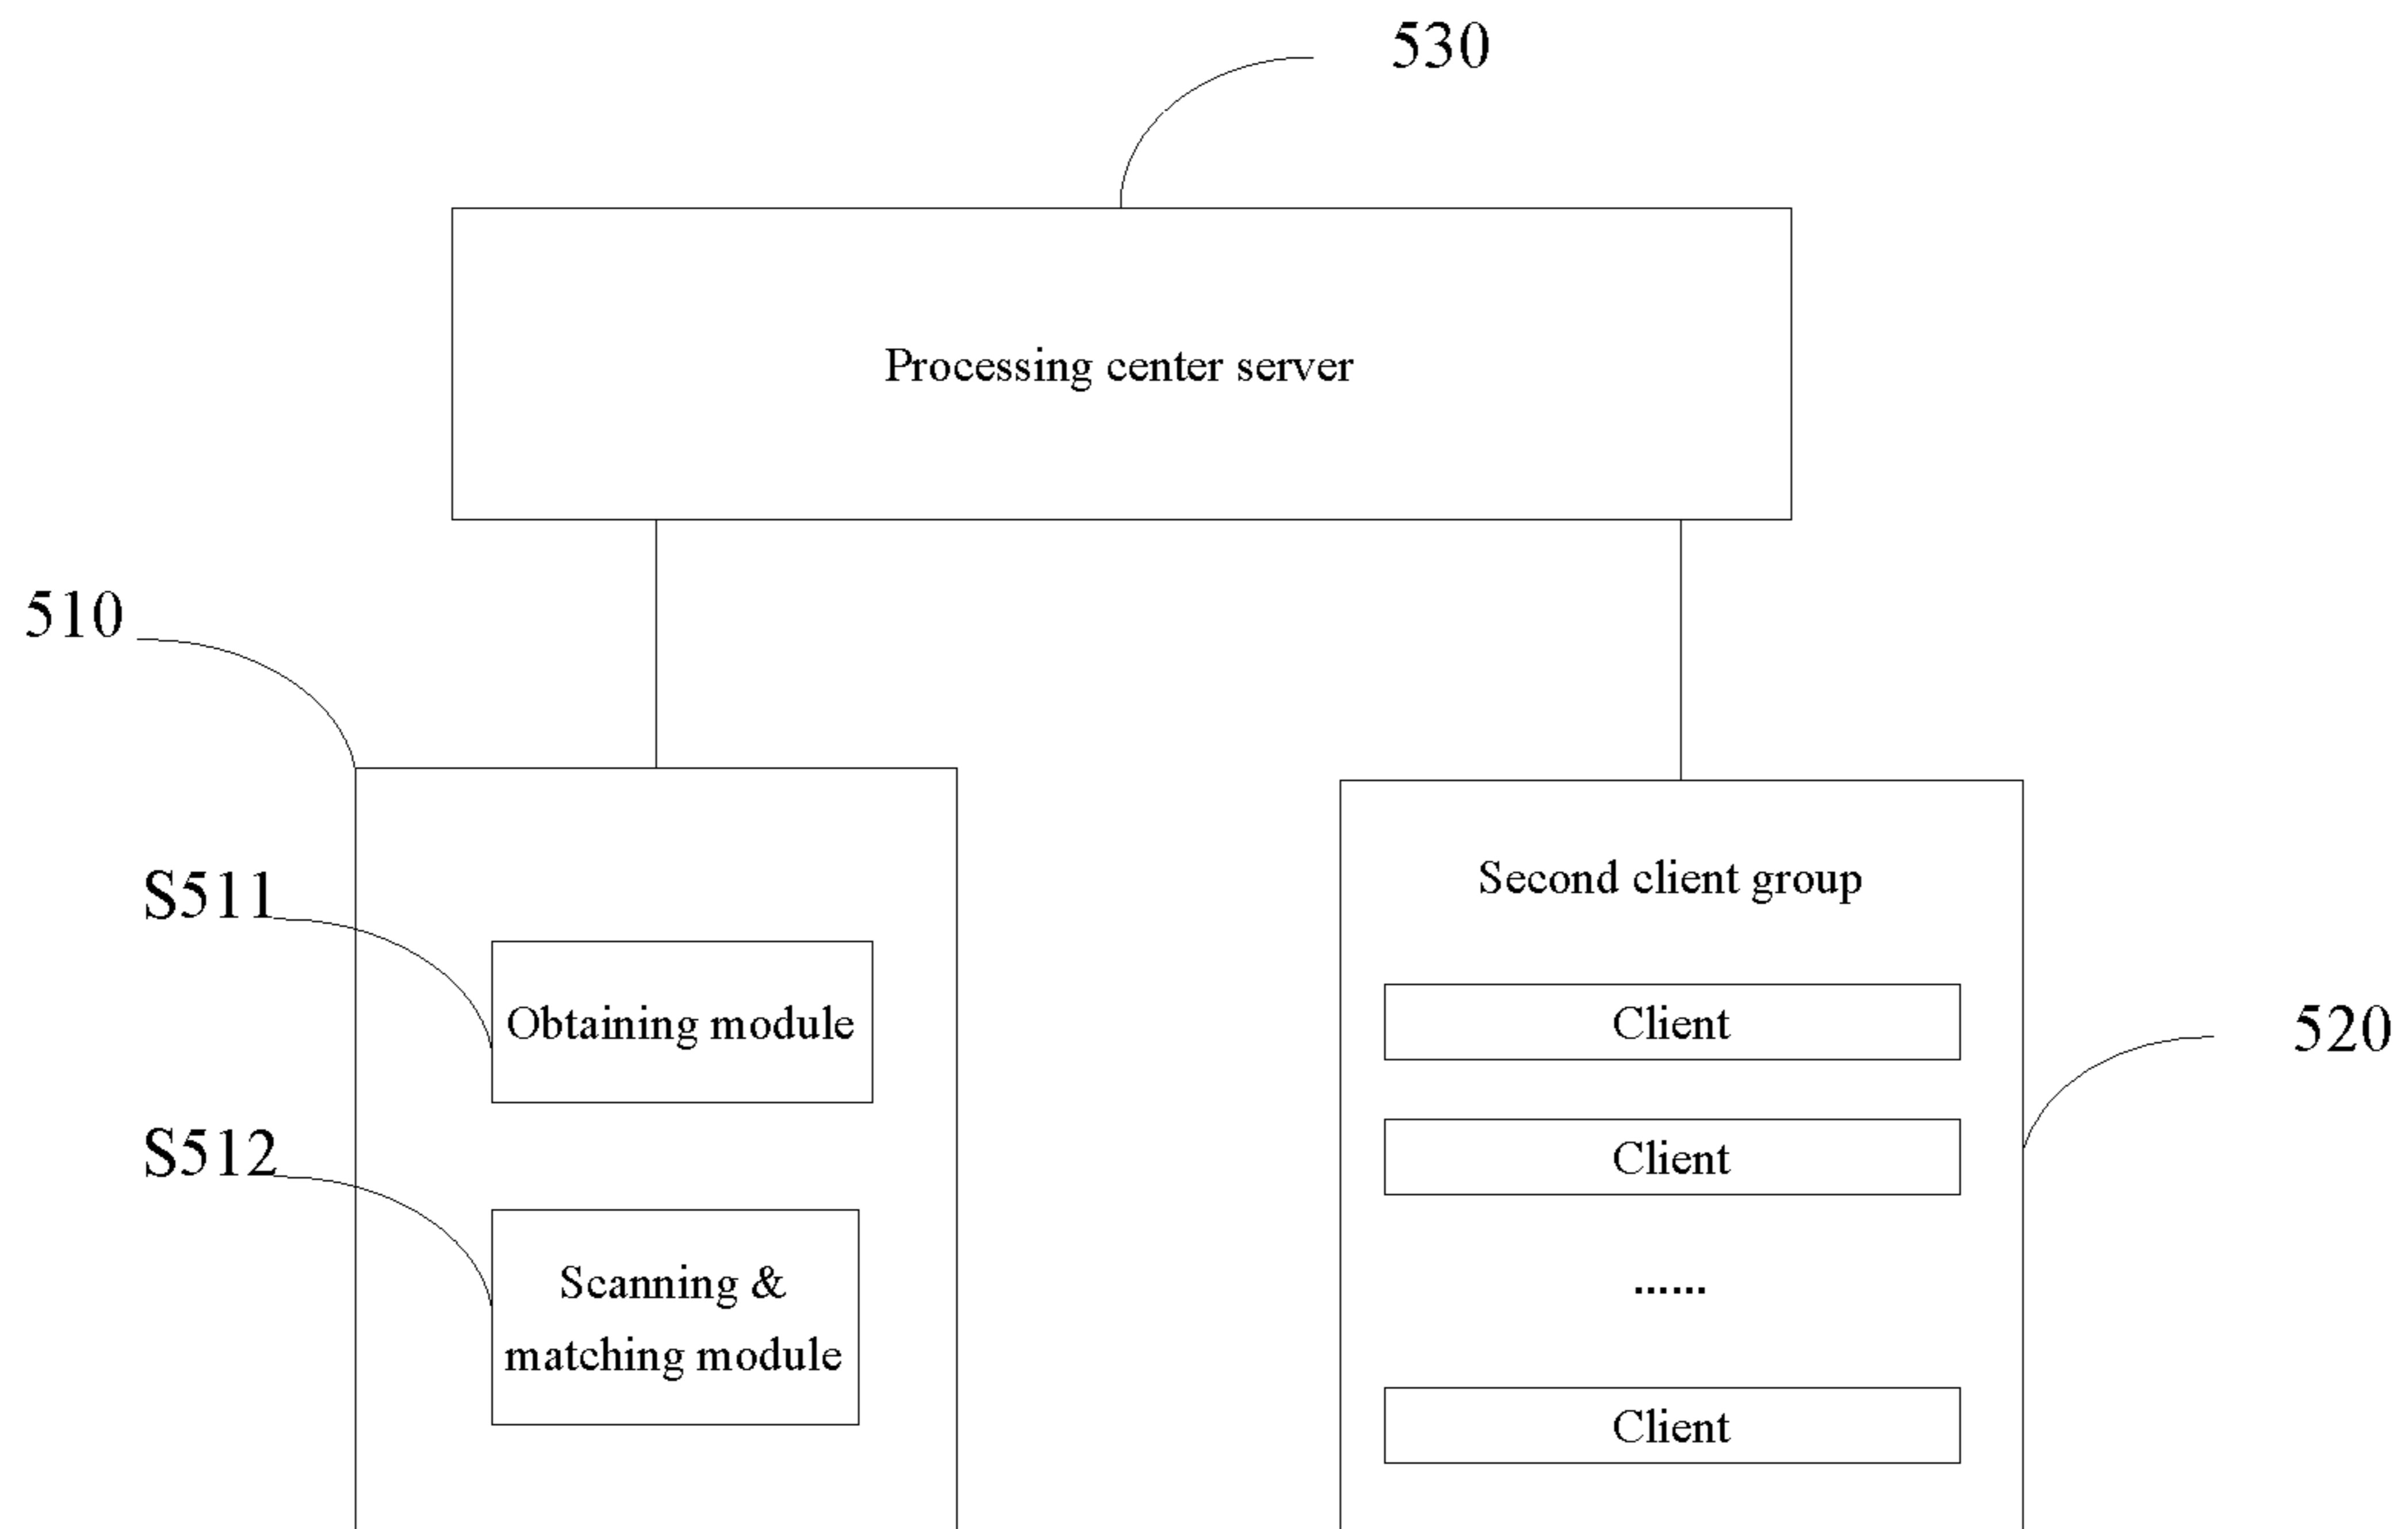 530
Processing center server
510
Second client group
S511
Obtaining module
Client
520
S512
Client
Scanning &
matching module
......
Client